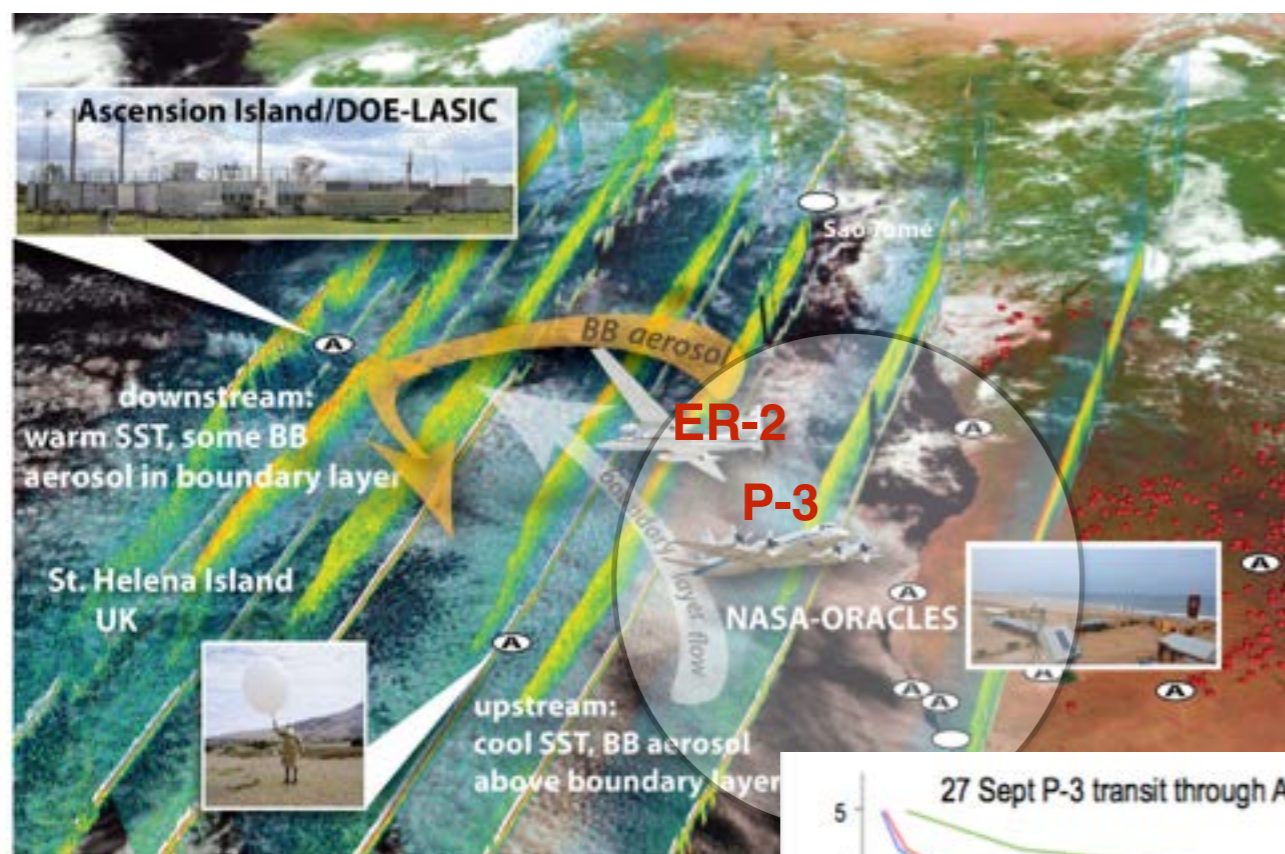 Ascension Island/DOE-LASIC
Sao Tome
A
BB aerosol
downstream:
warm SST, some BB
aerosol in boundary layer
ER-2
A
P-3
boundary layer flow
A
St. Helena Island
UK
A
NASA-ORACLES
A
A
A
A
A
upstream:
cool SST, BB aerosol
above boundary layer
27 Sept P-3 transit through A
5